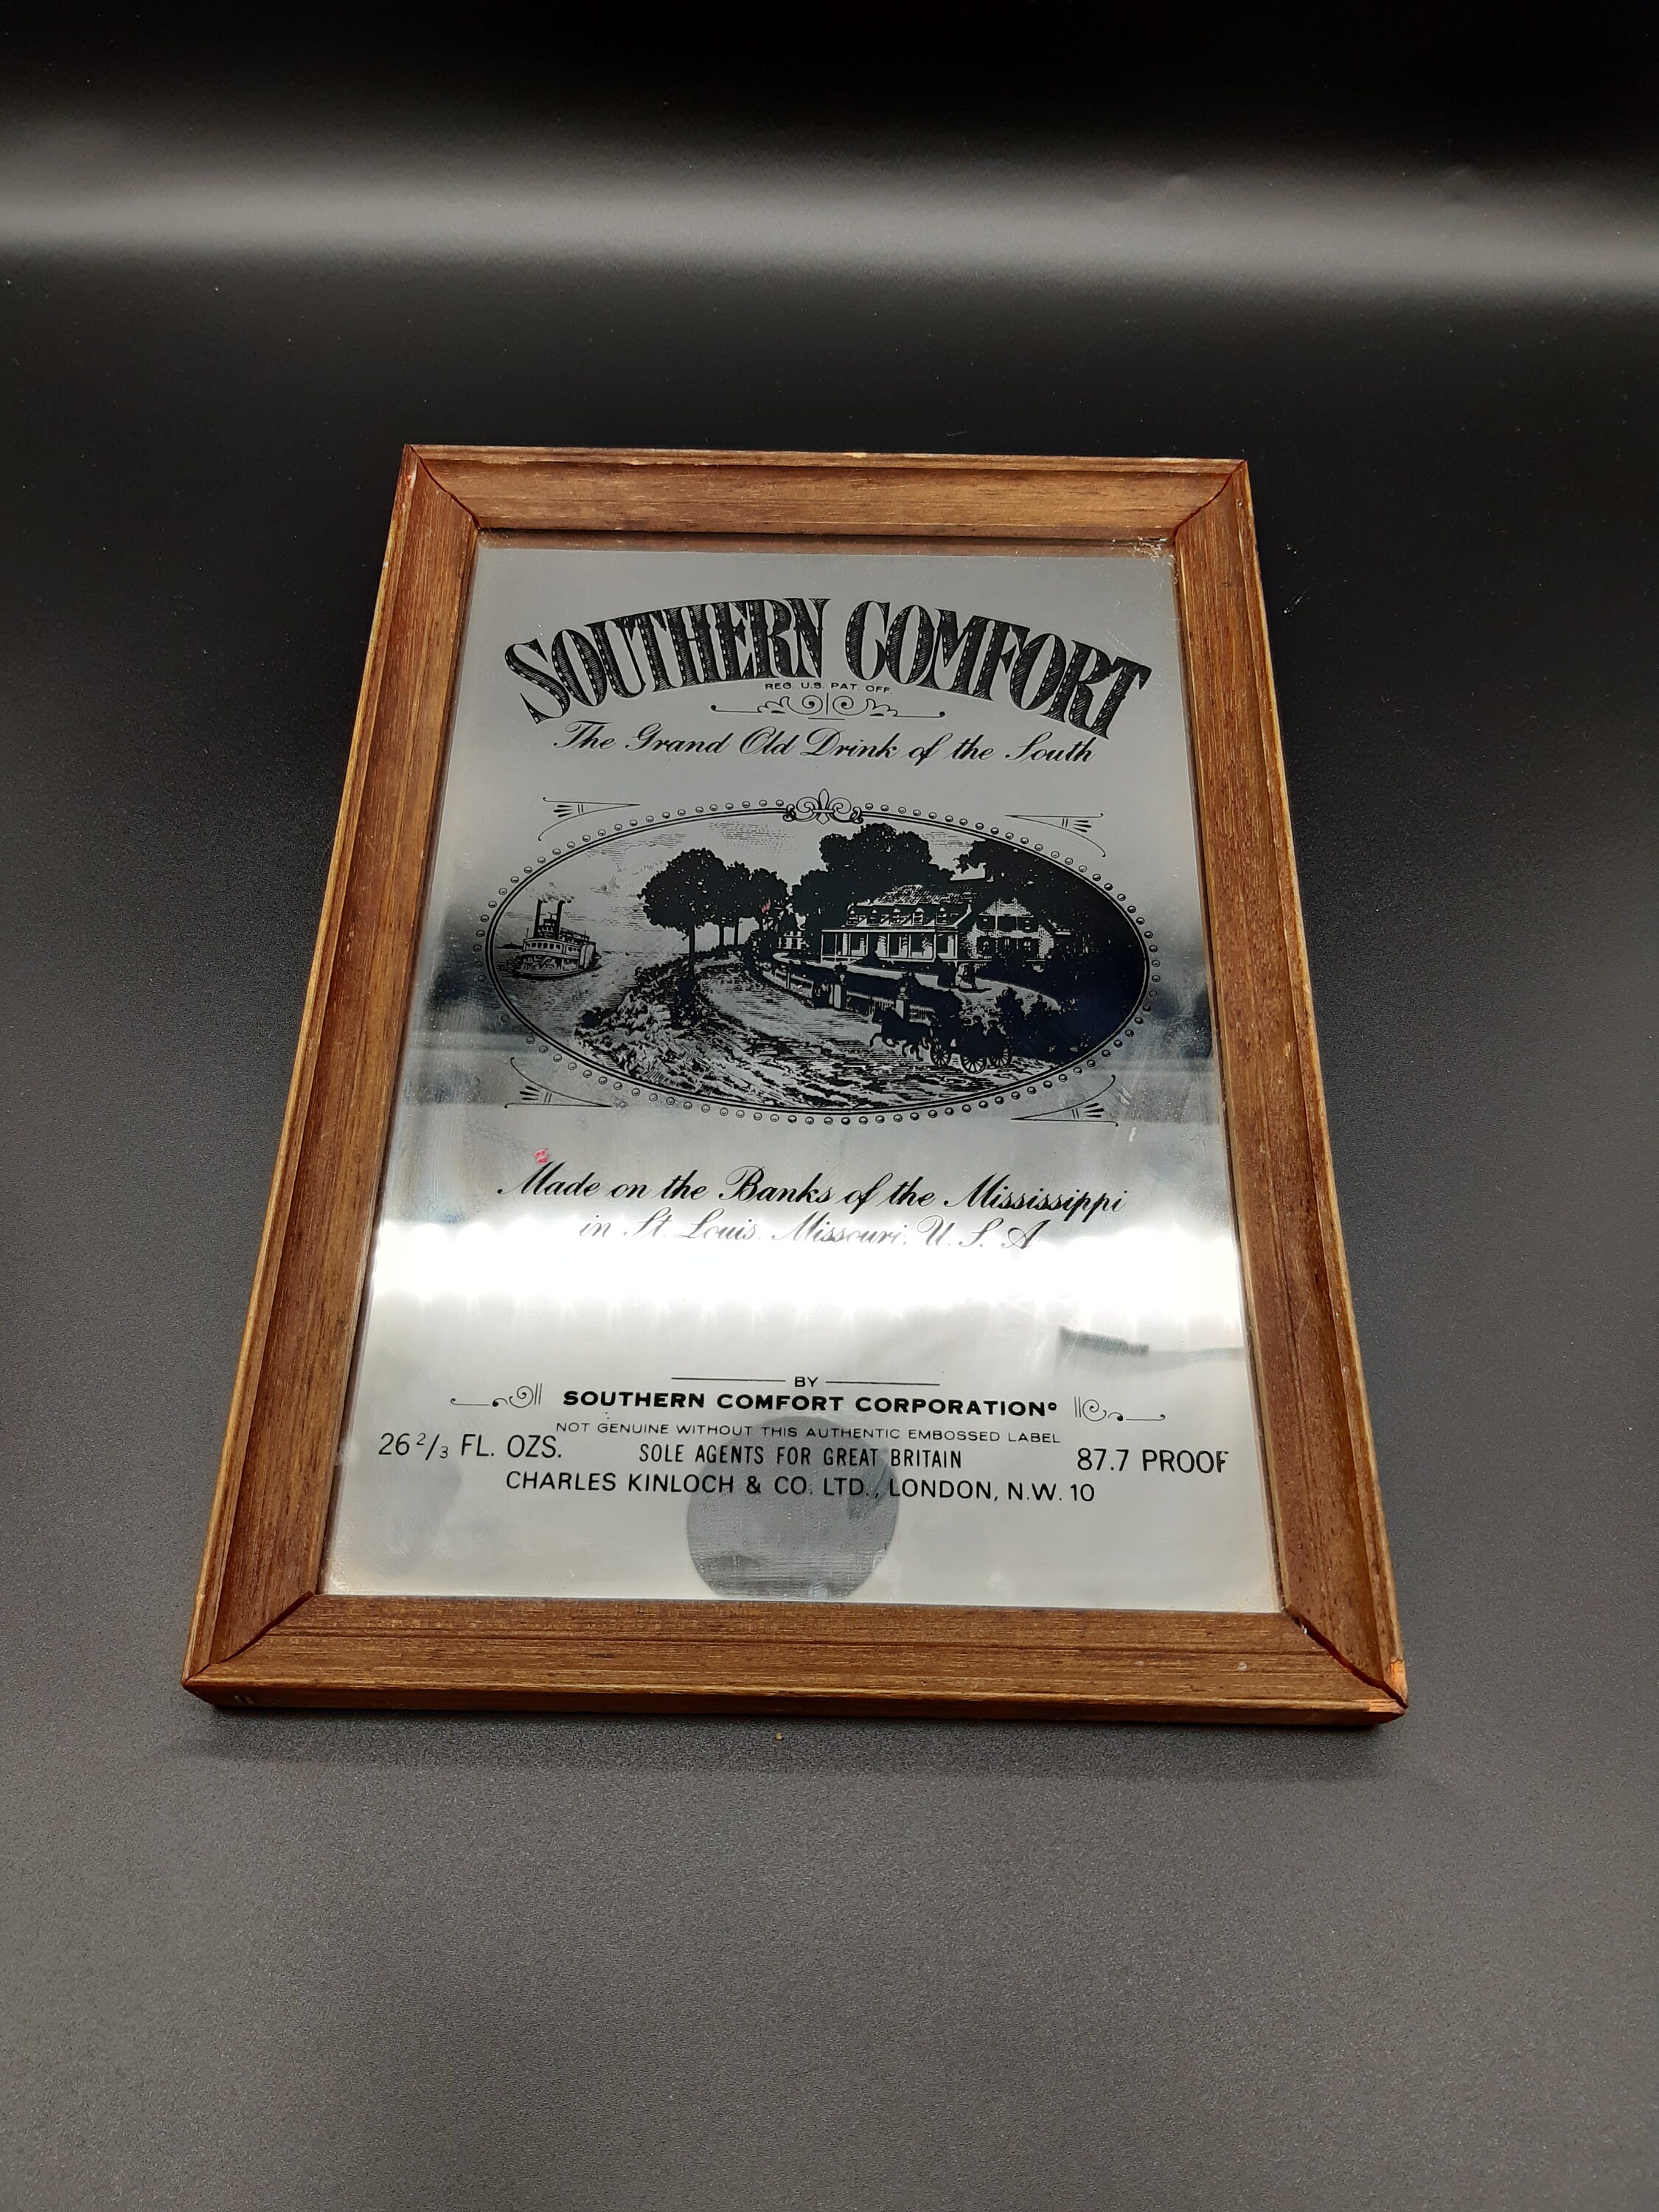 SOUTHERN COMFORT
REG. U.S. PAT. OFF.
The Grand Old Drink of the South
Made on the Banks of the Mississippi
in St. Louis, Missouri, U. S. A.
BY
SOUTHERN COMFORT CORPORATION
NOT GENUINE WITHOUT THIS AUTHENTIC EMBOSSED LABEL
26 2/3 FL. OZS. SOLE AGENTS FOR GREAT BRITAIN 87.7 PROOF
CHARLES KINLOCH & CO. LTD., LONDON, N.W. 10